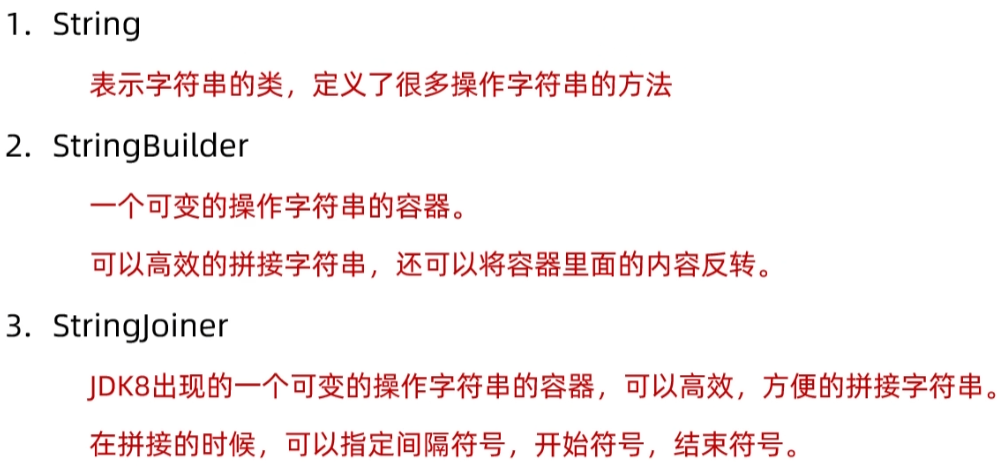 1. String
表示字符串的类，定义了很多操作字符串的方法
2. StringBuilder
一个可变的操作字符串的容器。
可以高效的拼接字符串，还可以将容器里面的内容反转。
3. StringJoiner
JDK8出现的一个可变的操作字符串的容器，可以高效，方便的拼接字符串。
在拼接的时候，可以指定间隔符号，开始符号，结束符号。